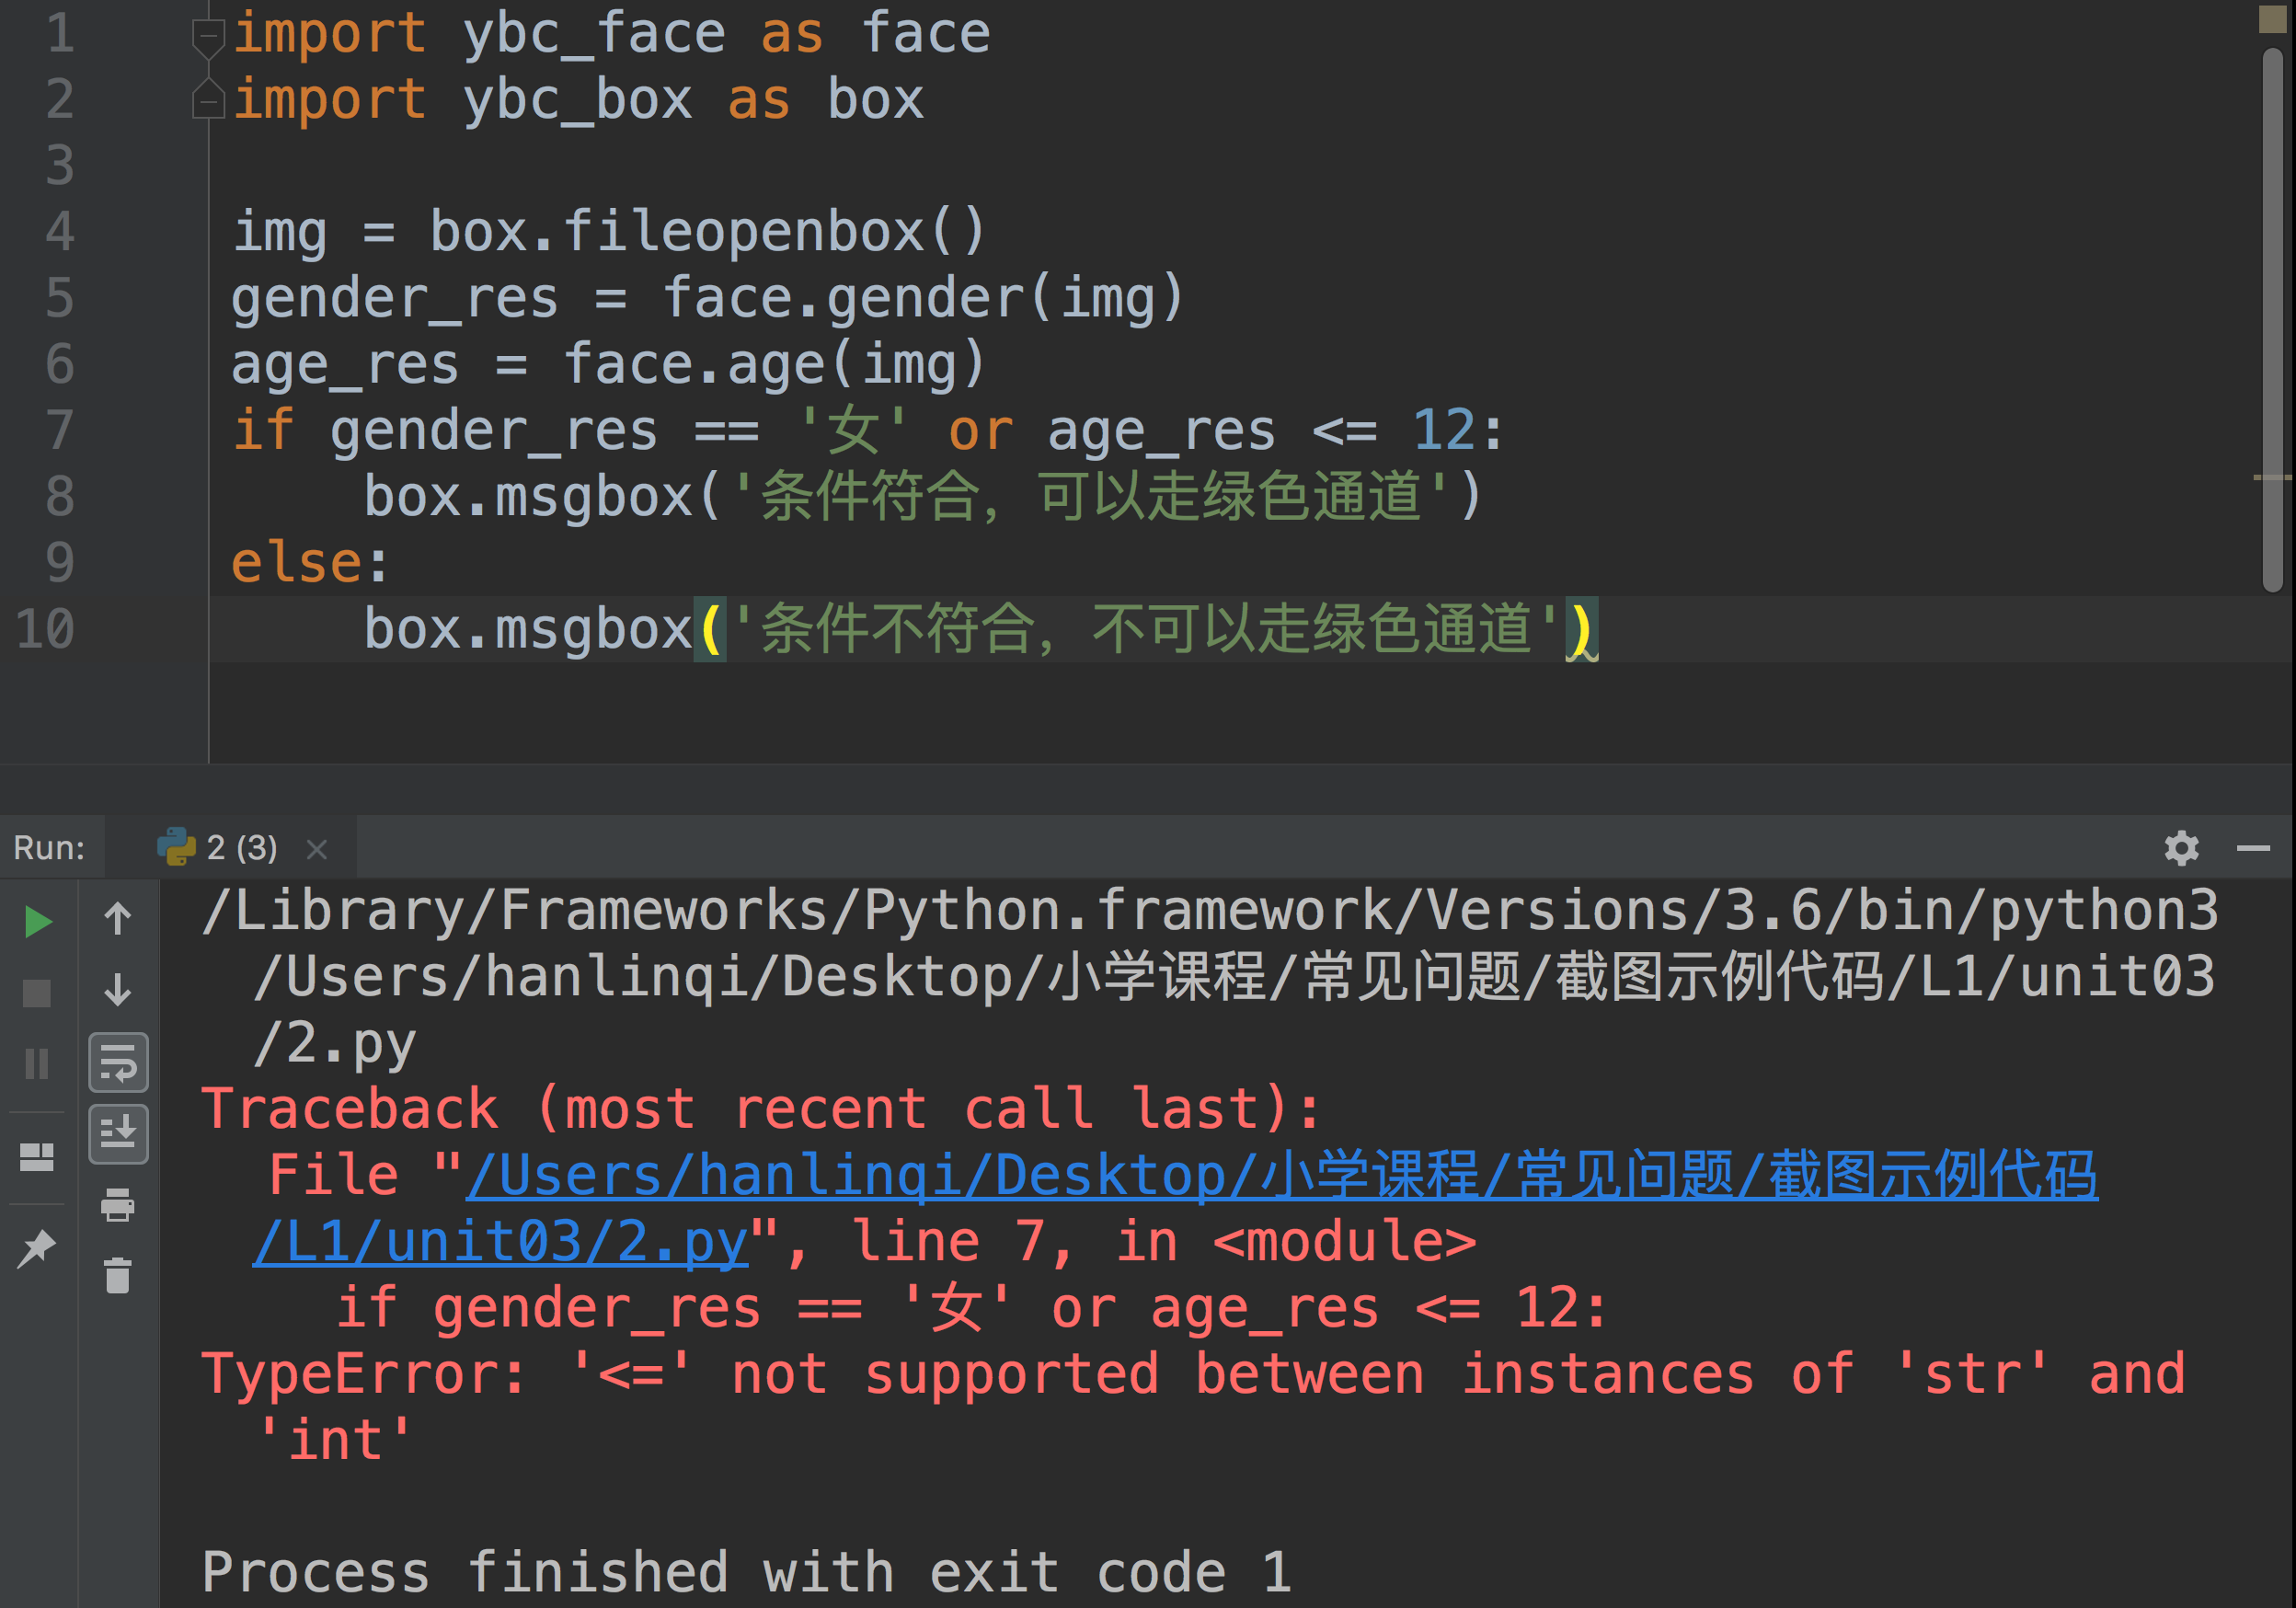 1 import ybc_face as face
2 import ybc_box as box
3
4 img = box.fileopenbox()
5 gender_res = face.gender(img)
6 age_res = face.age(img)
7 if gender_res == '女' or age_res <= 12:
8     box.msgbox('条件符合，可以走绿色通道')
9 else:
10     box.msgbox('条件不符合，不可以走绿色通道')
Run: 2 (3)
/Library/Frameworks/Python.framework/Versions/3.6/bin/python3
/Users/hanlinqi/Desktop/小学课程/常见问题/截图示例代码/L1/unit03
/2.py
Traceback (most recent call last):
  File "/Users/hanlinqi/Desktop/小学课程/常见问题/截图示例代码
/L1/unit03/2.py", line 7, in <module>
    if gender_res == '女' or age_res <= 12:
TypeError: '<=' not supported between instances of 'str' and
'int'
Process finished with exit code 1